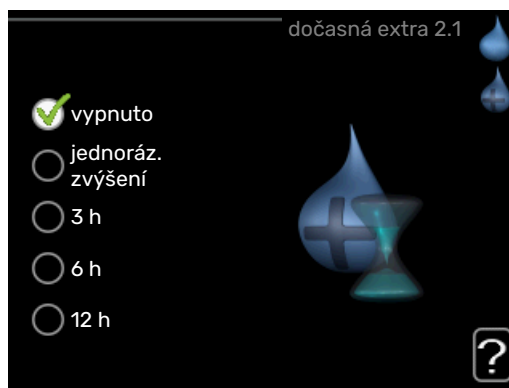 dočasná extra 2.1
vypnuto
jednoráz.
zvýšení
3 h
6 h
12 h
?